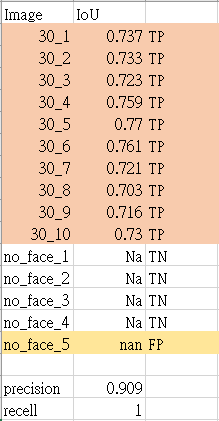 Image IoU
30_1 0.737 TP
30_2 0.733 TP
30_3 0.723 TP
30_4 0.759 TP
30_5 0.77 TP
30_6 0.761 TP
30_7 0.721 TP
30_8 0.703 TP
30_9 0.716 TP
30_10 0.73 TP
no_face_1 Na TN
no_face_2 Na TN
no_face_3 Na TN
no_face_4 Na TN
no_face_5 nan FP
precision 0.909
recell 1